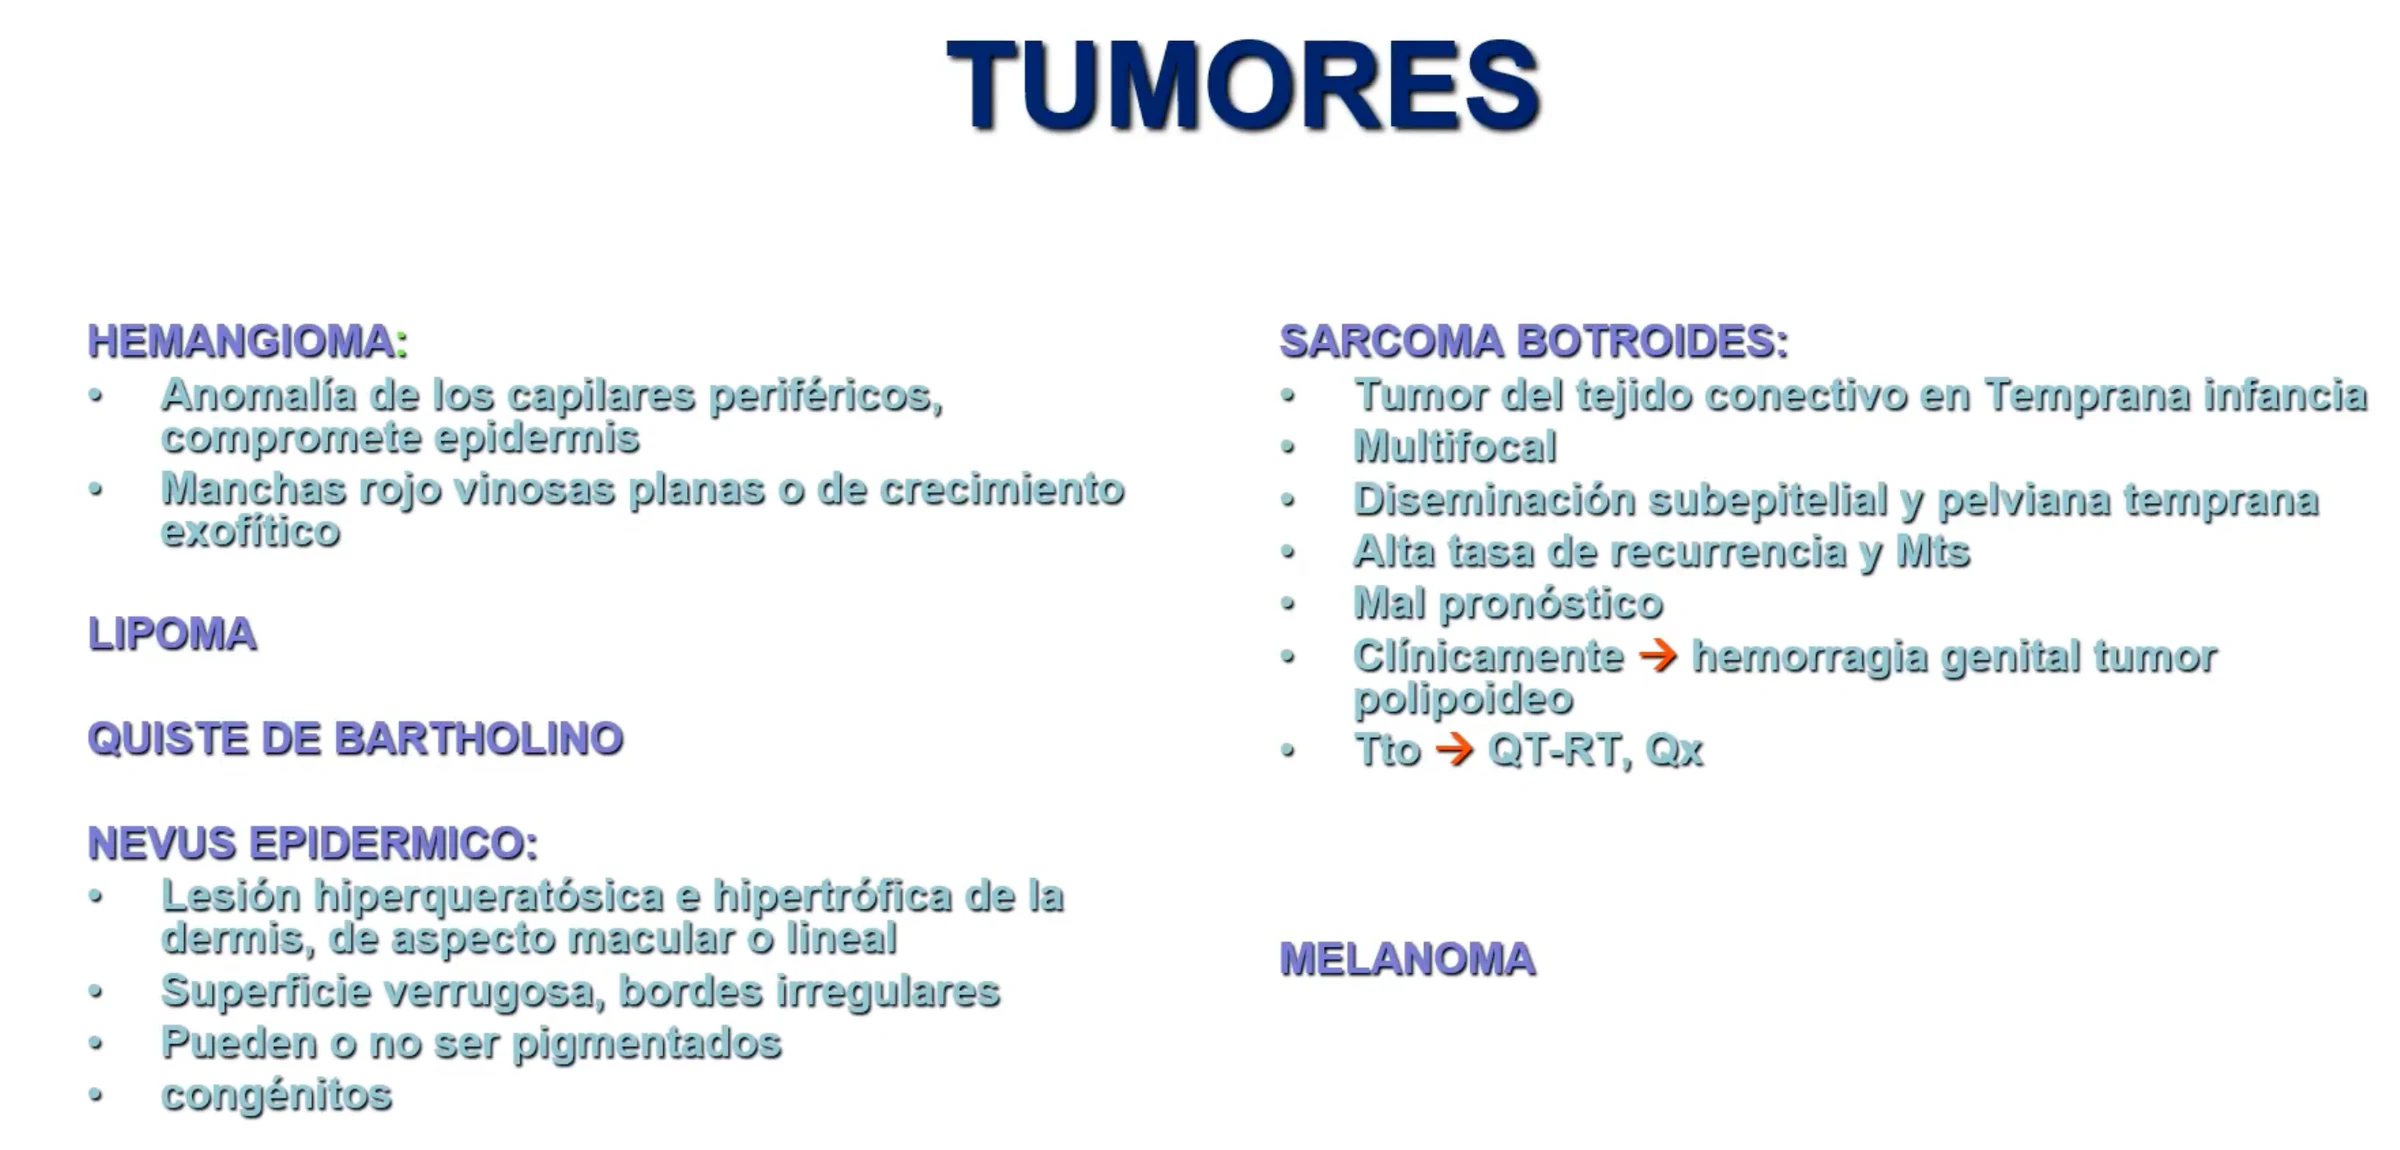 TUMORES
HEMANGIOMA:
• Anomalía de los capilares periféricos,
compromete epidermis
• Manchas rojo vinosas planas o de crecimiento
exofítico
LIPOMA
QUISTE DE BARTHOLINO
NEVUS EPIDERMICO:
• Lesión hiperqueratósica e hipertrófica de la
dermis, de aspecto macular o lineal
• Superficie verrugosa, bordes irregulares
• Pueden o no ser pigmentados
• congénitos
SARCOMA BOTROIDES:
• Tumor del tejido conectivo en Temprana infancia
• Multifocal
• Diseminación subepitelial y pelviana temprana
• Alta tasa de recurrencia y Mts
• Mal pronóstico
• Clínicamente → hemorragia genital tumor
polipoideo
• Tto → QT-RT, Qx
MELANOMA